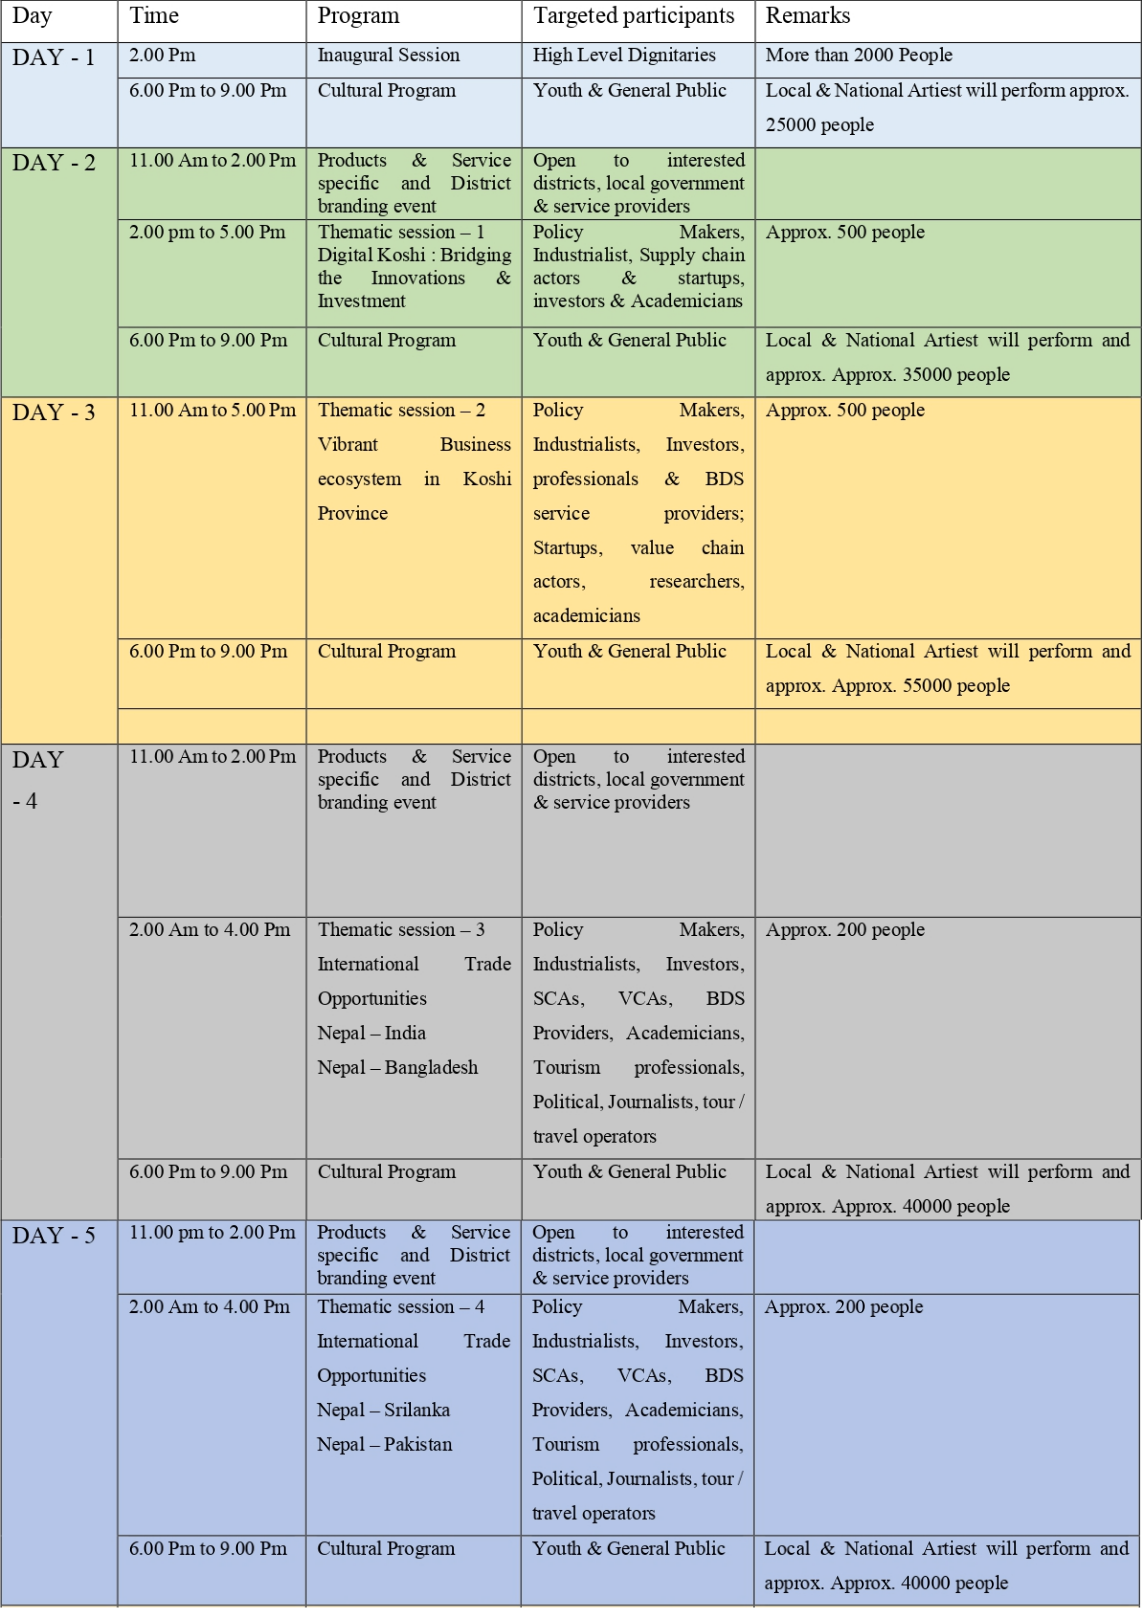 Day Time Program Targeted participants Remarks
DAY - 1 2.00 Pm Inaugural Session High Level Dignitaries More than 2000 People
6.00 Pm to 9.00 Pm Cultural Program Youth & General Public Local & National Artiest will perform approx.
25000 people
DAY - 2 11.00 Am to 2.00 Pm Products & Service Open to interested
specific and District districts, local government
branding event & service providers
2.00 pm to 5.00 Pm Thematic session – 1 Policy Makers, Approx. 500 people
Digital Koshi : Bridging Industrialist, Supply chain
the Innovations & actors & startups,
Investment investors & Academicians
6.00 Pm to 9.00 Pm Cultural Program Youth & General Public Local & National Artiest will perform and
approx. Approx. 35000 people
DAY - 3 11.00 Am to 5.00 Pm Thematic session – 2 Policy Makers, Approx. 500 people
Vibrant Business Industrialists, Investors,
ecosystem in Koshi professionals & BDS
Province service providers;
Startups, value chain
actors, researchers,
academicians
6.00 Pm to 9.00 Pm Cultural Program Youth & General Public Local & National Artiest will perform and
approx. Approx. 55000 people
DAY 11.00 Am to 2.00 Pm Products & Service Open to interested
- 4 specific and District districts, local government
branding event & service providers
2.00 Am to 4.00 Pm Thematic session – 3 Policy Makers, Approx. 200 people
International Trade Industrialists, Investors,
Opportunities SCAs, VCAs, BDS
Nepal – India Providers, Academicians,
Nepal – Bangladesh Tourism professionals,
Political, Journalists, tour /
travel operators
6.00 Pm to 9.00 Pm Cultural Program Youth & General Public Local & National Artiest will perform and
approx. Approx. 40000 people
DAY - 5 11.00 pm to 2.00 Pm Products & Service Open to interested
specific and District districts, local government
branding event & service providers
2.00 Am to 4.00 Pm Thematic session – 4 Policy Makers, Approx. 200 people
International Trade Industrialists, Investors,
Opportunities SCAs, VCAs, BDS
Nepal – Srilanka Providers, Academicians,
Nepal – Pakistan Tourism professionals,
Political, Journalists, tour /
travel operators
6.00 Pm to 9.00 Pm Cultural Program Youth & General Public Local & National Artiest will perform and
approx. Approx. 40000 people